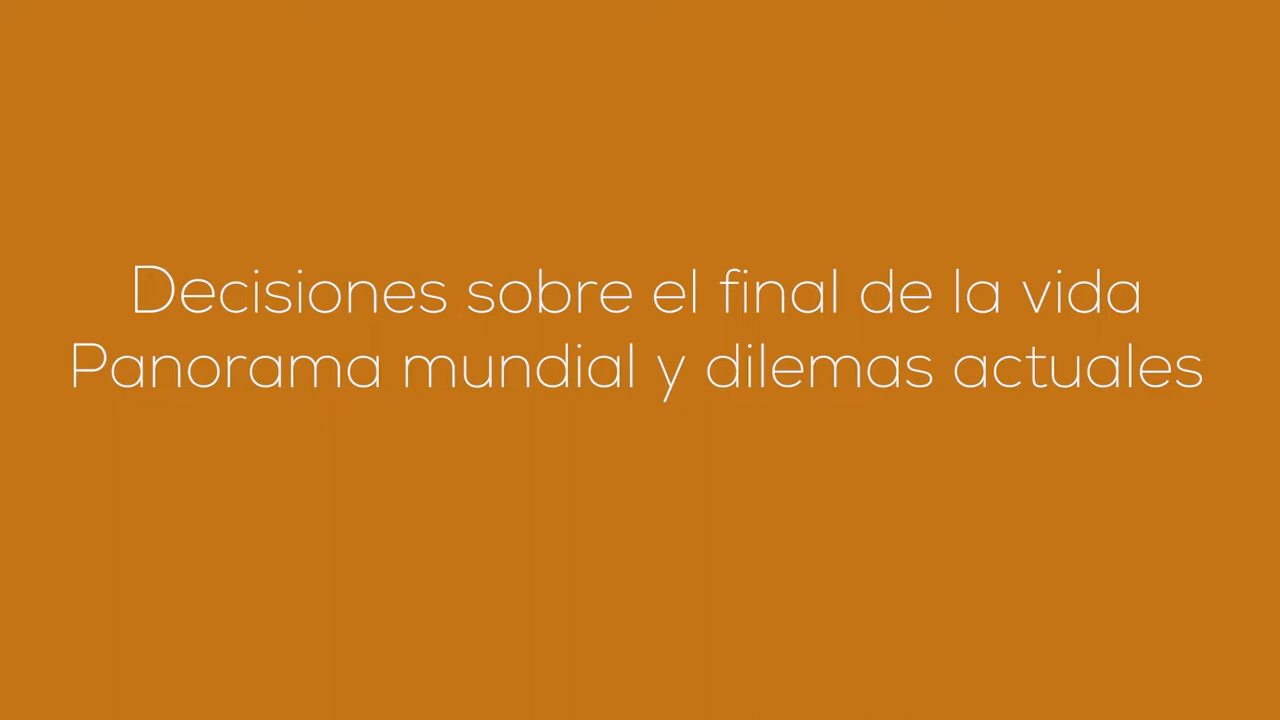 Decisiones sobre el final de la vida
Panorama mundial y dilemas actuales